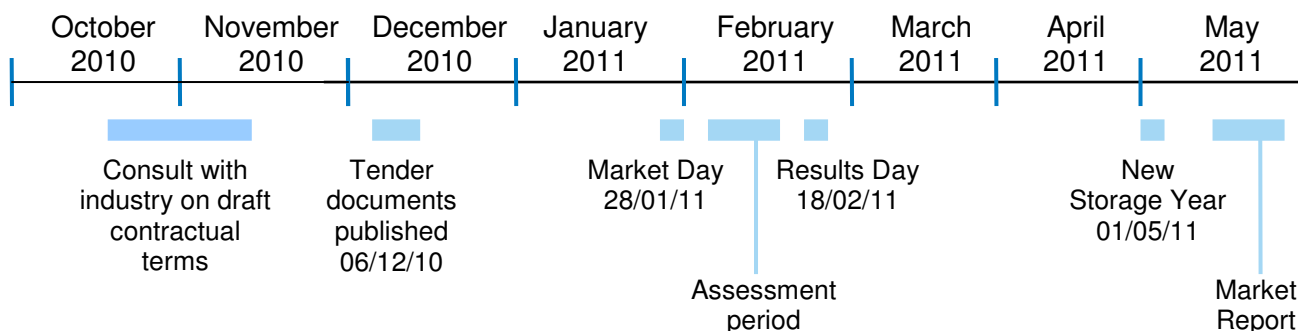 October
2010
November
2010
December
2010
January
2011
February
2011
March
2011
April
2011
May
2011
Consult with
industry on draft
contractual
terms
Tender
documents
published
06/12/10
Market Day
28/01/11
Assessment
period
Results Day
18/02/11
New
Storage Year
01/05/11
Market
Report